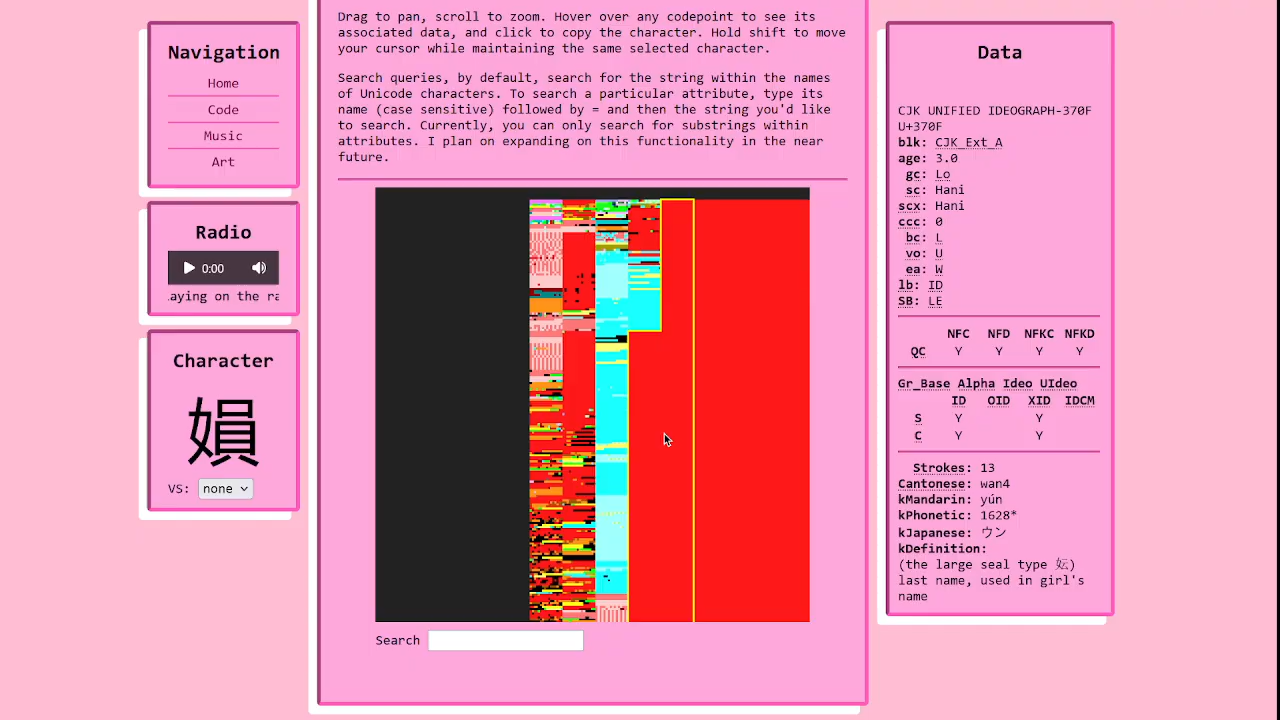 Navigation
Home
Code
Music
Art
Radio
0:00
aying on the ra
Character
媍
VS: none
Drag to pan, scroll to zoom. Hover over any codepoint to see its
associated data, and click to copy the character. Hold shift to move
your cursor while maintaining the same selected character.
Search queries, by default, search for the string within the names
of Unicode characters. To search a particular attribute, type its
name (case sensitive) followed by = and then the string you'd like
to search. Currently, you can only search for substrings within
attributes. I plan on expanding on this functionality in the near
future.
Search
Data
CJK UNIFIED IDEOGRAPH-370F
U+370F
blk: CJK_Ext_A
age: 3.0
gc: Lo
sc: Hani
scx: Hani
ccc: 0
bc: L
vo: U
ea: W
lb: ID
SB: LE
NFC NFD NFKC NFKD
QC Y Y Y Y
Gr_Base Alpha Ideo UIdeo
ID OID XID IDCM
S Y Y
C Y Y
Strokes: 13
Cantonese: wan4
kMandarin: yún
kPhonetic: 1628*
kJapanese: ウン
kDefinition:
(the large seal type 妘)
last name, used in girl's
name